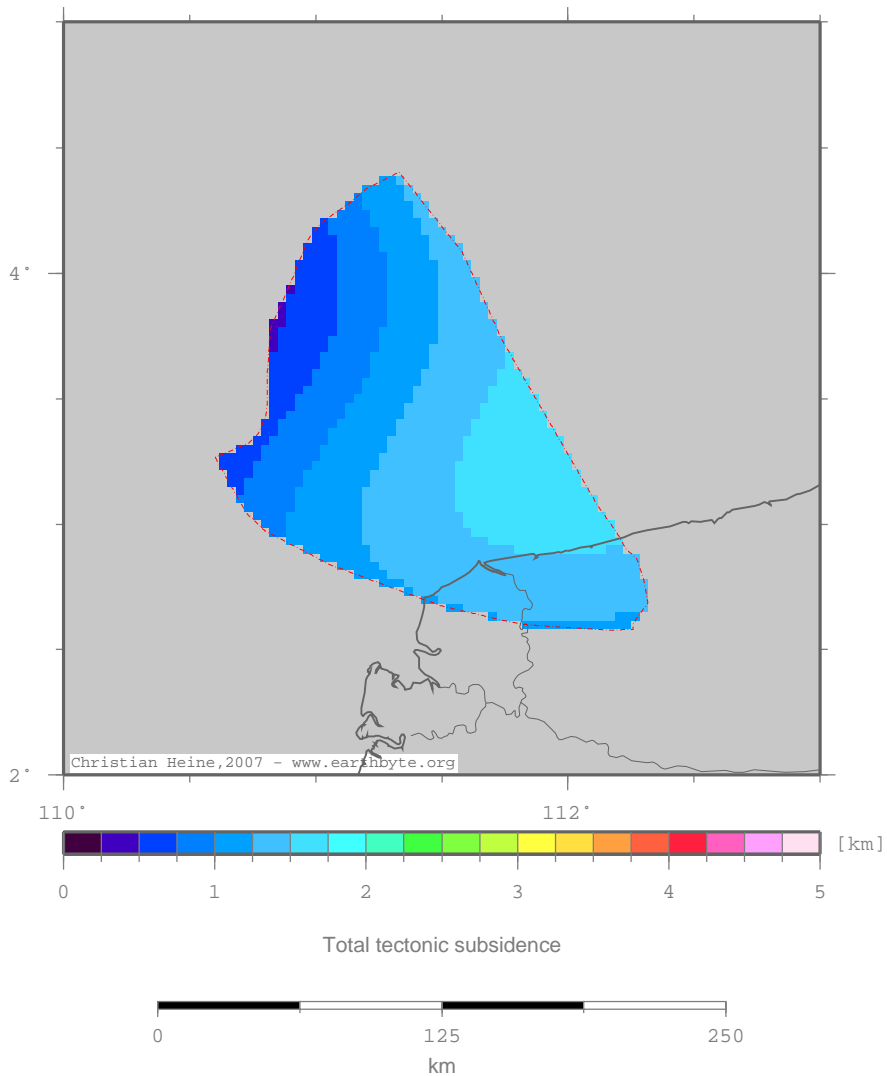 4°
2°
Christian Heine,2007 - www.earthbyte.org
110° 112°
[km]
0 1 2 3 4 5
Total tectonic subsidence
0 125 250
km